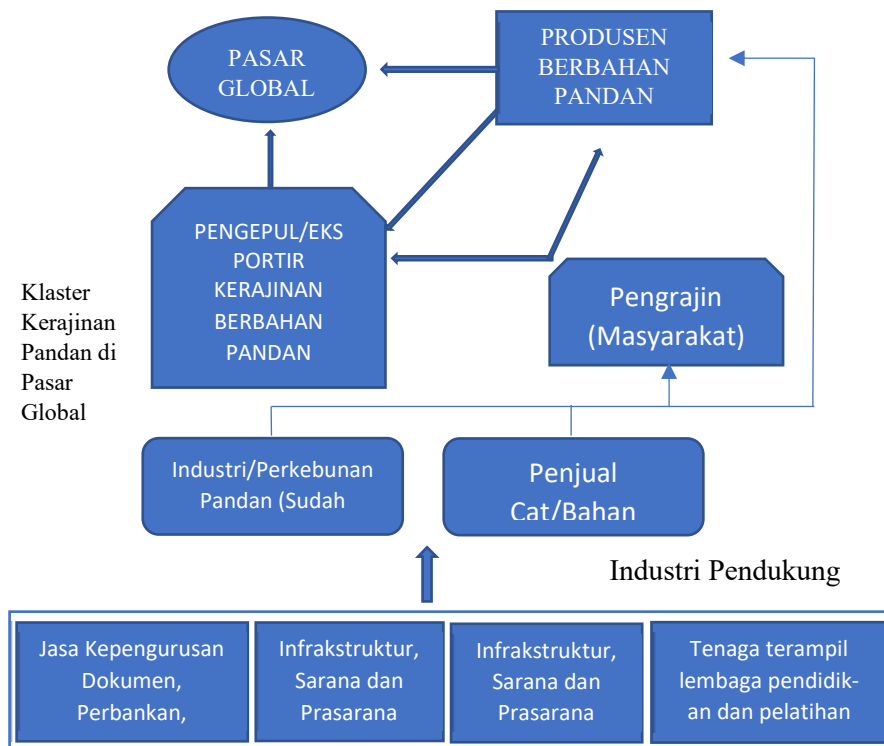 PASAR
GLOBAL
PRODUSEN
BERBAHAN
PANDAN
PENGEPUL/EKS
PORTIR
KERAJINAN
BERBAHAN
PANDAN
Pengrajin
(Masyarakat)
Klaster
Kerajinan
Pandan di
Pasar
Global
Industri/Perkebunan
Pandan (Sudah
Penjual
Cat/Bahan
Industri Pendukung
Jasa Kepengurusan
Dokumen,
Perbankan,
Infrakstruktur,
Sarana dan
Prasarana
Infrakstruktur,
Sarana dan
Prasarana
Tenaga terampil
lembaga pendidik-
an dan pelatihan